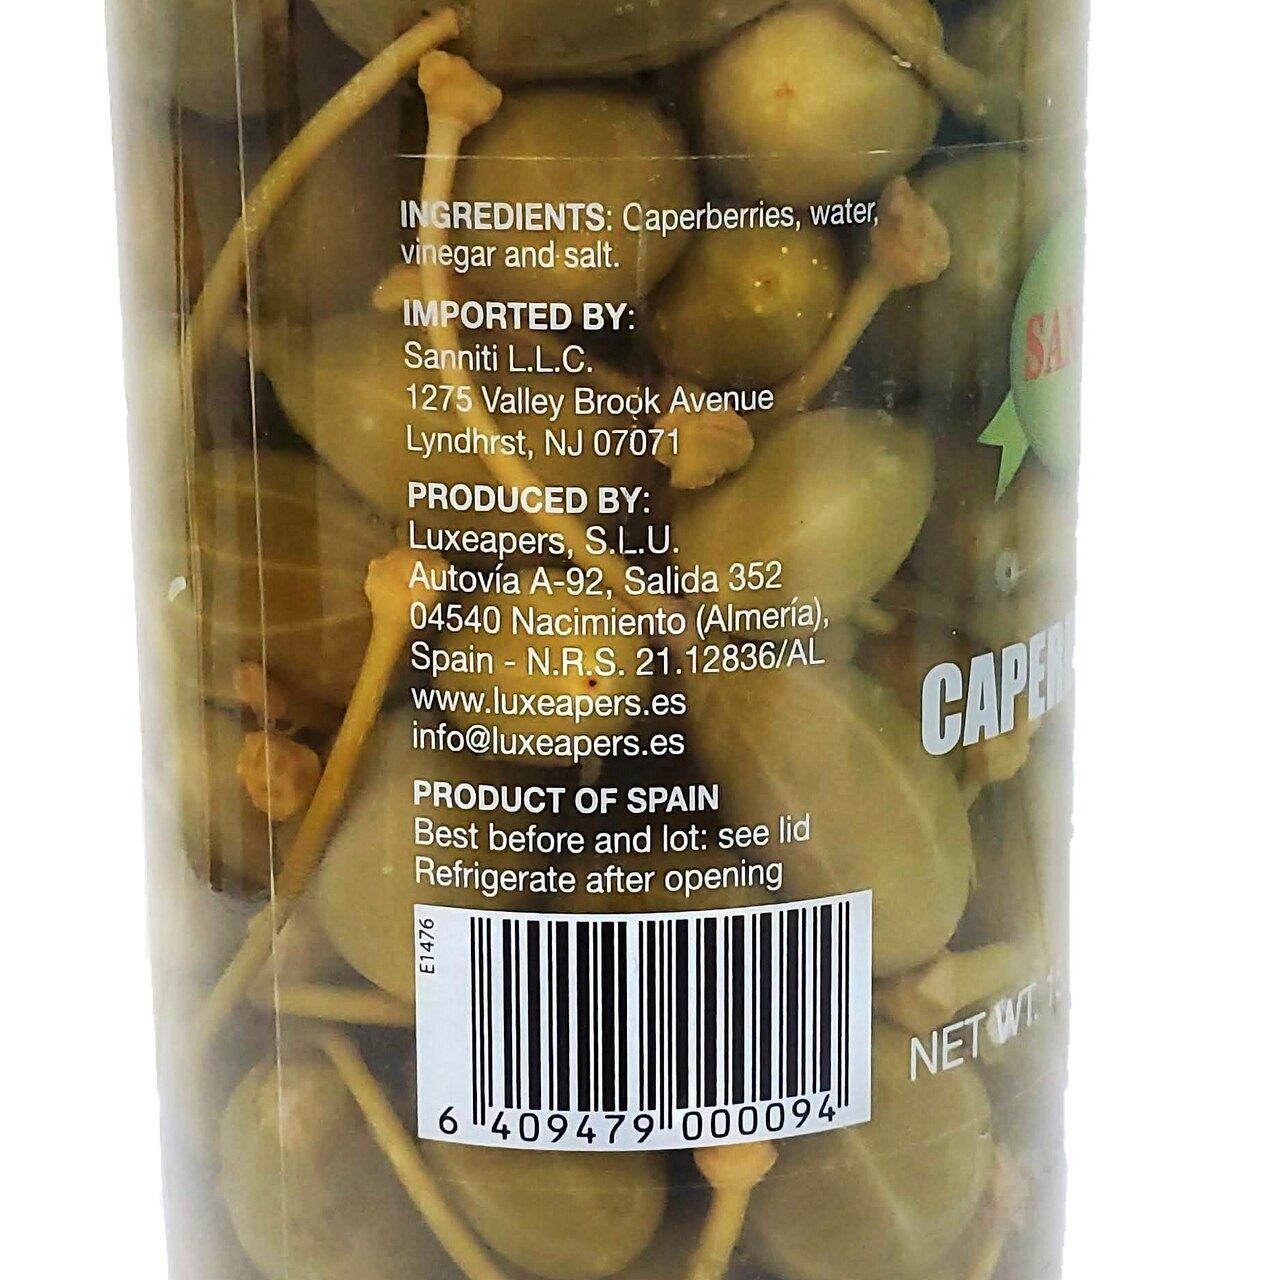 INGREDIENTS: Caperberries, water,
vinegar and salt.
IMPORTED BY:
Sanniti L.L.C.
1275 Valley Brook Avenue
Lyndhrst, NJ 07071
PRODUCED BY:
Luxeapers, S.L.U.
Autovía A-92, Salida 352
04540 Nacimiento (Almería),
Spain - N.R.S. 21.12836/AL
www.luxeapers.es
info@luxeapers.es
PRODUCT OF SPAIN
Best before and lot: see lid
Refrigerate after opening
E1476
6 409479 000094
NET WT.